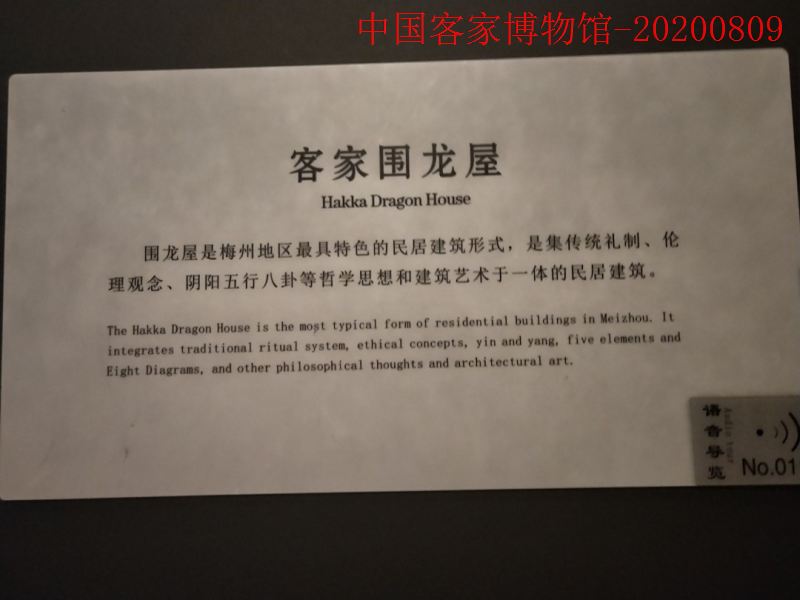 中国客家博物馆-20200809
客家围龙屋
Hakka Dragon House
围龙屋是梅州地区最具特色的民居建筑形式，是集传统礼制、伦
理观念、阴阳五行八卦等哲学思想和建筑艺术于一体的民居建筑。
The Hakka Dragon House is the most typical form of residential buildings in Meizhou. It
integrates traditional ritual system, ethical concepts, yin and yang, five elements and
Eight Diagrams, and other philosophical thoughts and architectural art.
语音导览
Audio Tour
No.01